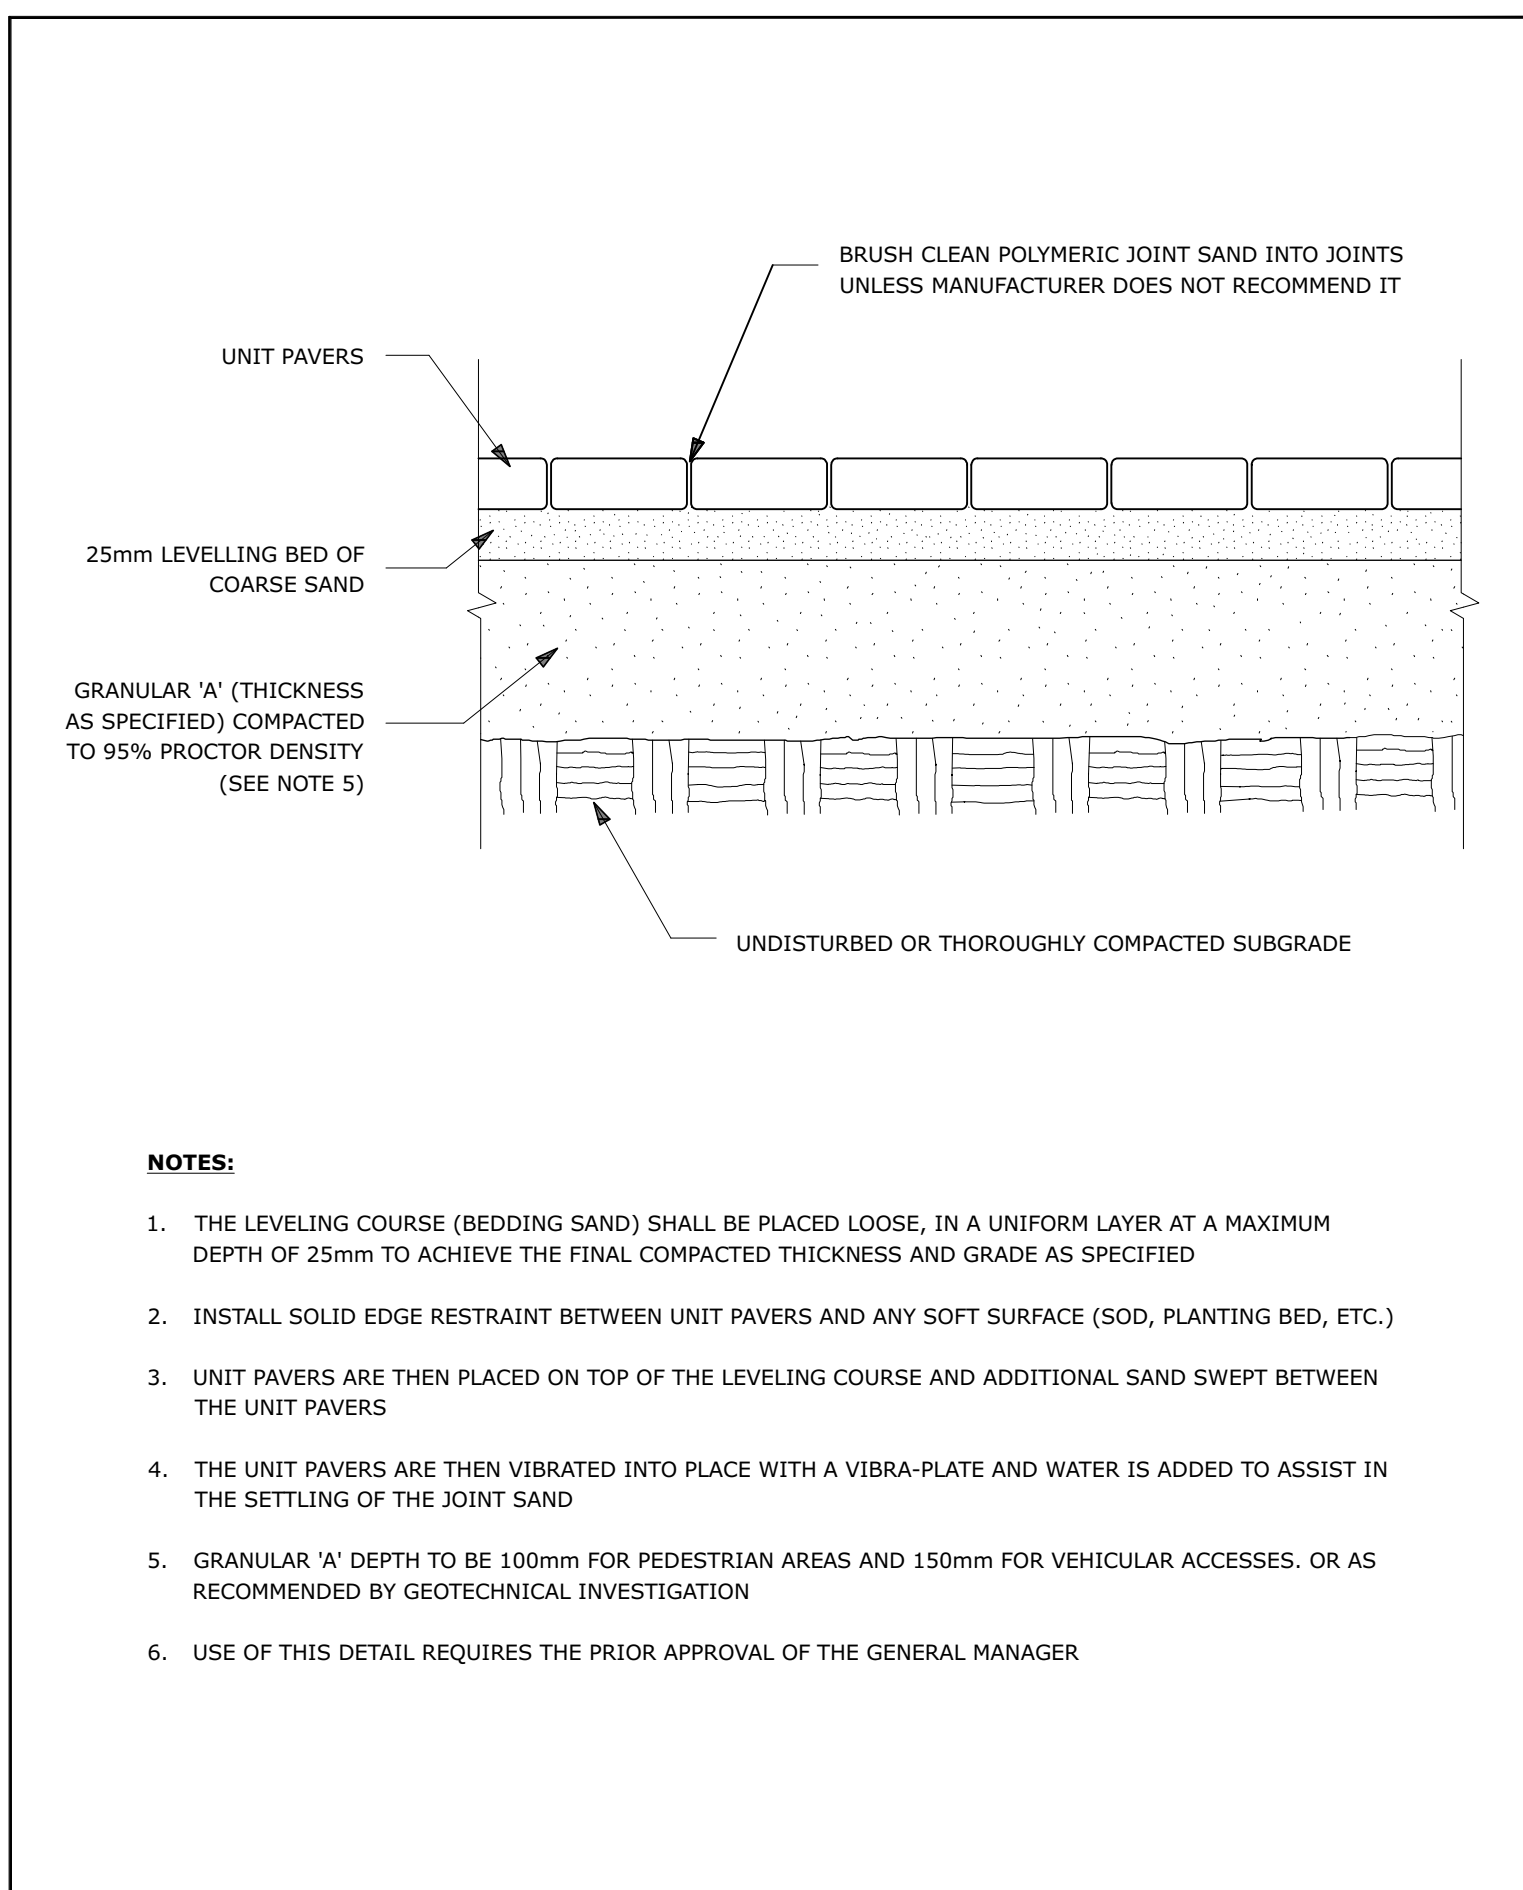 BRUSH CLEAN POLYMERIC JOINT SAND INTO JOINTS
UNLESS MANUFACTURER DOES NOT RECOMMEND IT
UNIT PAVERS
25mm LEVELLING BED OF
COARSE SAND
GRANULAR 'A' (THICKNESS
AS SPECIFIED) COMPACTED
TO 95% PROCTOR DENSITY
(SEE NOTE 5)
UNDISTURBED OR THOROUGHLY COMPACTED SUBGRADE
NOTES:
1. THE LEVELING COURSE (BEDDING SAND) SHALL BE PLACED LOOSE, IN A UNIFORM LAYER AT A MAXIMUM
DEPTH OF 25mm TO ACHIEVE THE FINAL COMPACTED THICKNESS AND GRADE AS SPECIFIED
2. INSTALL SOLID EDGE RESTRAINT BETWEEN UNIT PAVERS AND ANY SOFT SURFACE (SOD, PLANTING BED, ETC.)
3. UNIT PAVERS ARE THEN PLACED ON TOP OF THE LEVELING COURSE AND ADDITIONAL SAND SWEPT BETWEEN
THE UNIT PAVERS
4. THE UNIT PAVERS ARE THEN VIBRATED INTO PLACE WITH A VIBRA-PLATE AND WATER IS ADDED TO ASSIST IN
THE SETTLING OF THE JOINT SAND
5. GRANULAR 'A' DEPTH TO BE 100mm FOR PEDESTRIAN AREAS AND 150mm FOR VEHICULAR ACCESSES. OR AS
RECOMMENDED BY GEOTECHNICAL INVESTIGATION
6. USE OF THIS DETAIL REQUIRES THE PRIOR APPROVAL OF THE GENERAL MANAGER